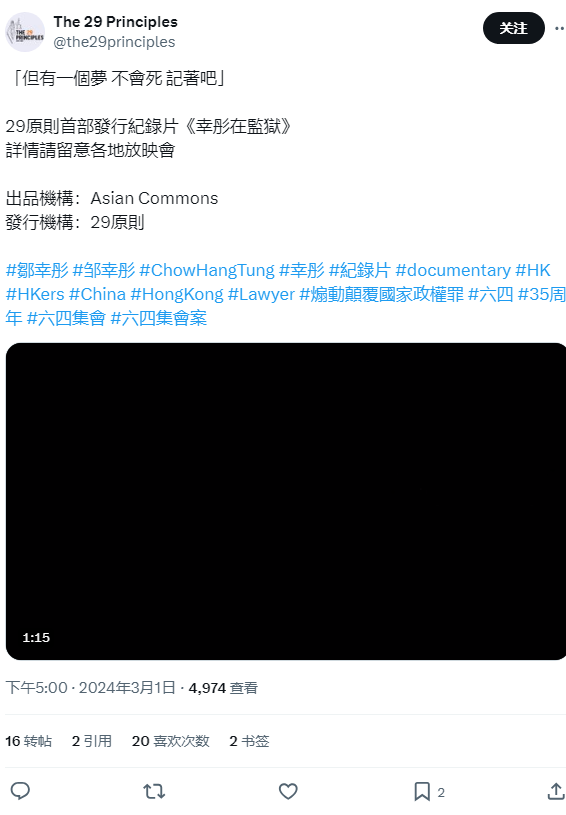 The 29 Principles
@the29principles
关注
THE 29
PRINCIPLES
「但有一個夢 不會死 記著吧」
29原則首部發行紀錄片《幸彤在監獄》
詳情請留意各地放映會
出品機構：Asian Commons
發行機構：29原則
#鄒幸彤 #邹幸彤 #ChowHangTung #幸彤 #紀錄片 #documentary #HK
#HKers #China #HongKong #Lawyer #煽動顛覆國家政權罪 #六四 #35周
年 #六四集會 #六四集會案
1:15
下午5:00 · 2024年3月1日 · 4,974 查看
16 转帖 2 引用 20 喜欢次数 2 书签
2